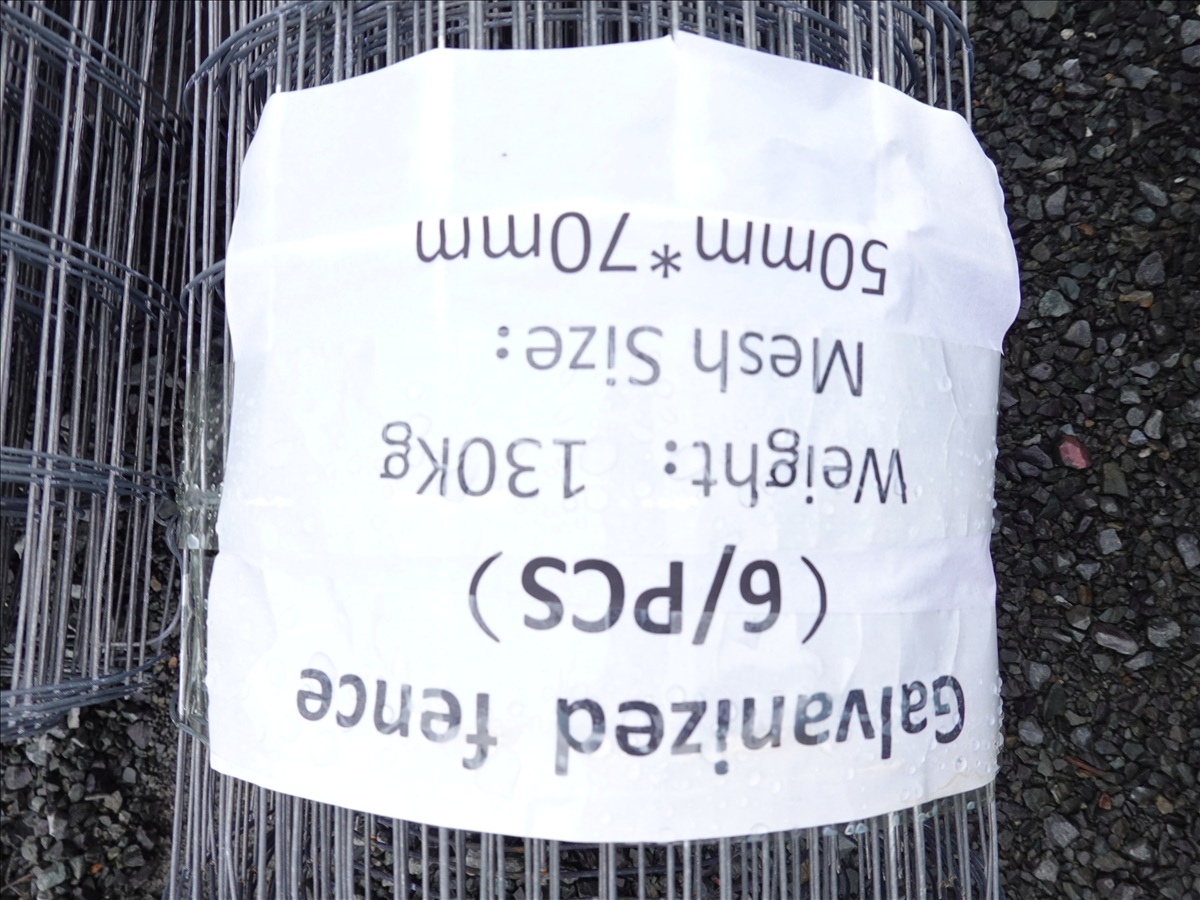 Galvanized fence
(6/PCS)
Weight: 130Kg
Mesh Size:
50mm*70mm